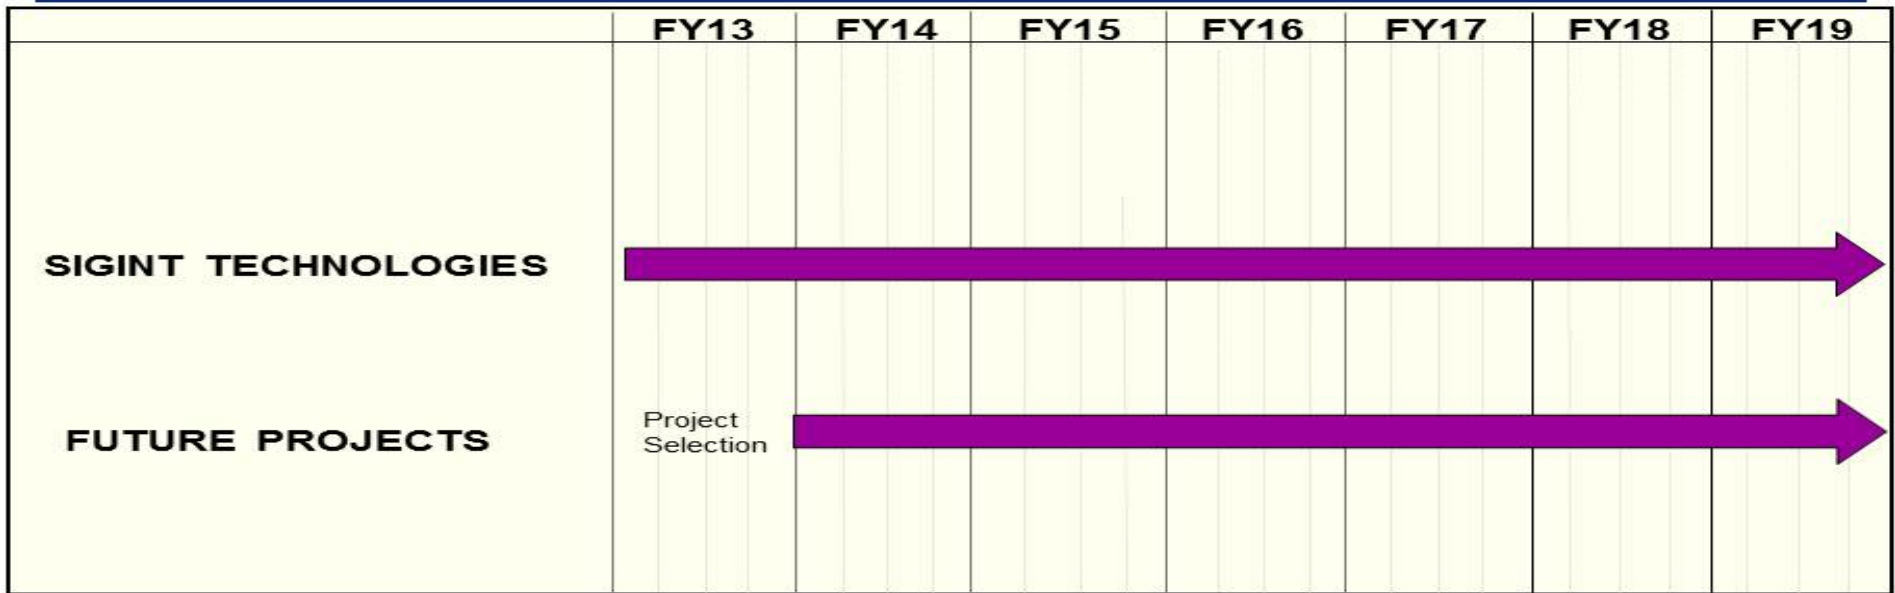 FY13 FY14 FY15 FY16 FY17 FY18 FY19
SIGINT TECHNOLOGIES
FUTURE PROJECTS
Project
Selection